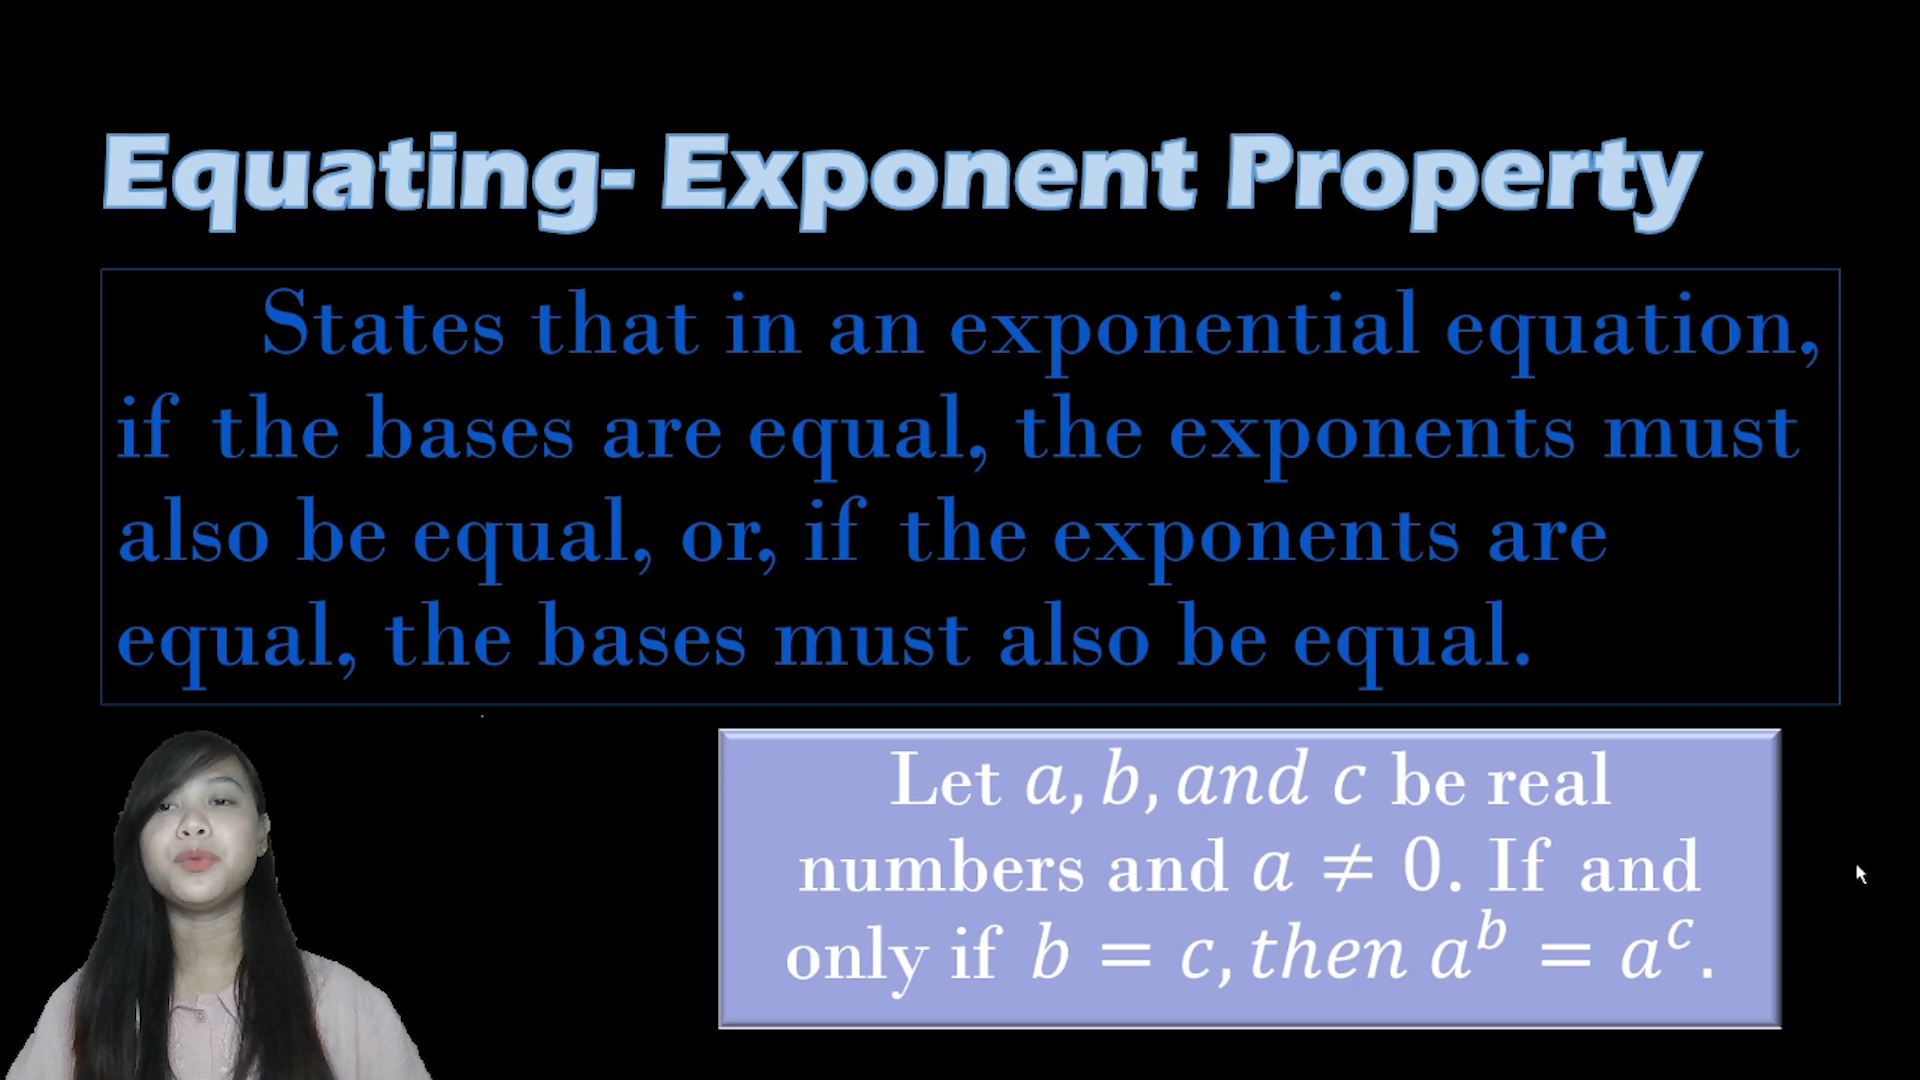 Equating- Exponent Property
States that in an exponential equation,
if the bases are equal, the exponents must
also be equal, or, if the exponents are
equal, the bases must also be equal.
Let a, b, and c be real
numbers and a ≠ 0. If and
only if b = c, then aᵇ = aᶜ.